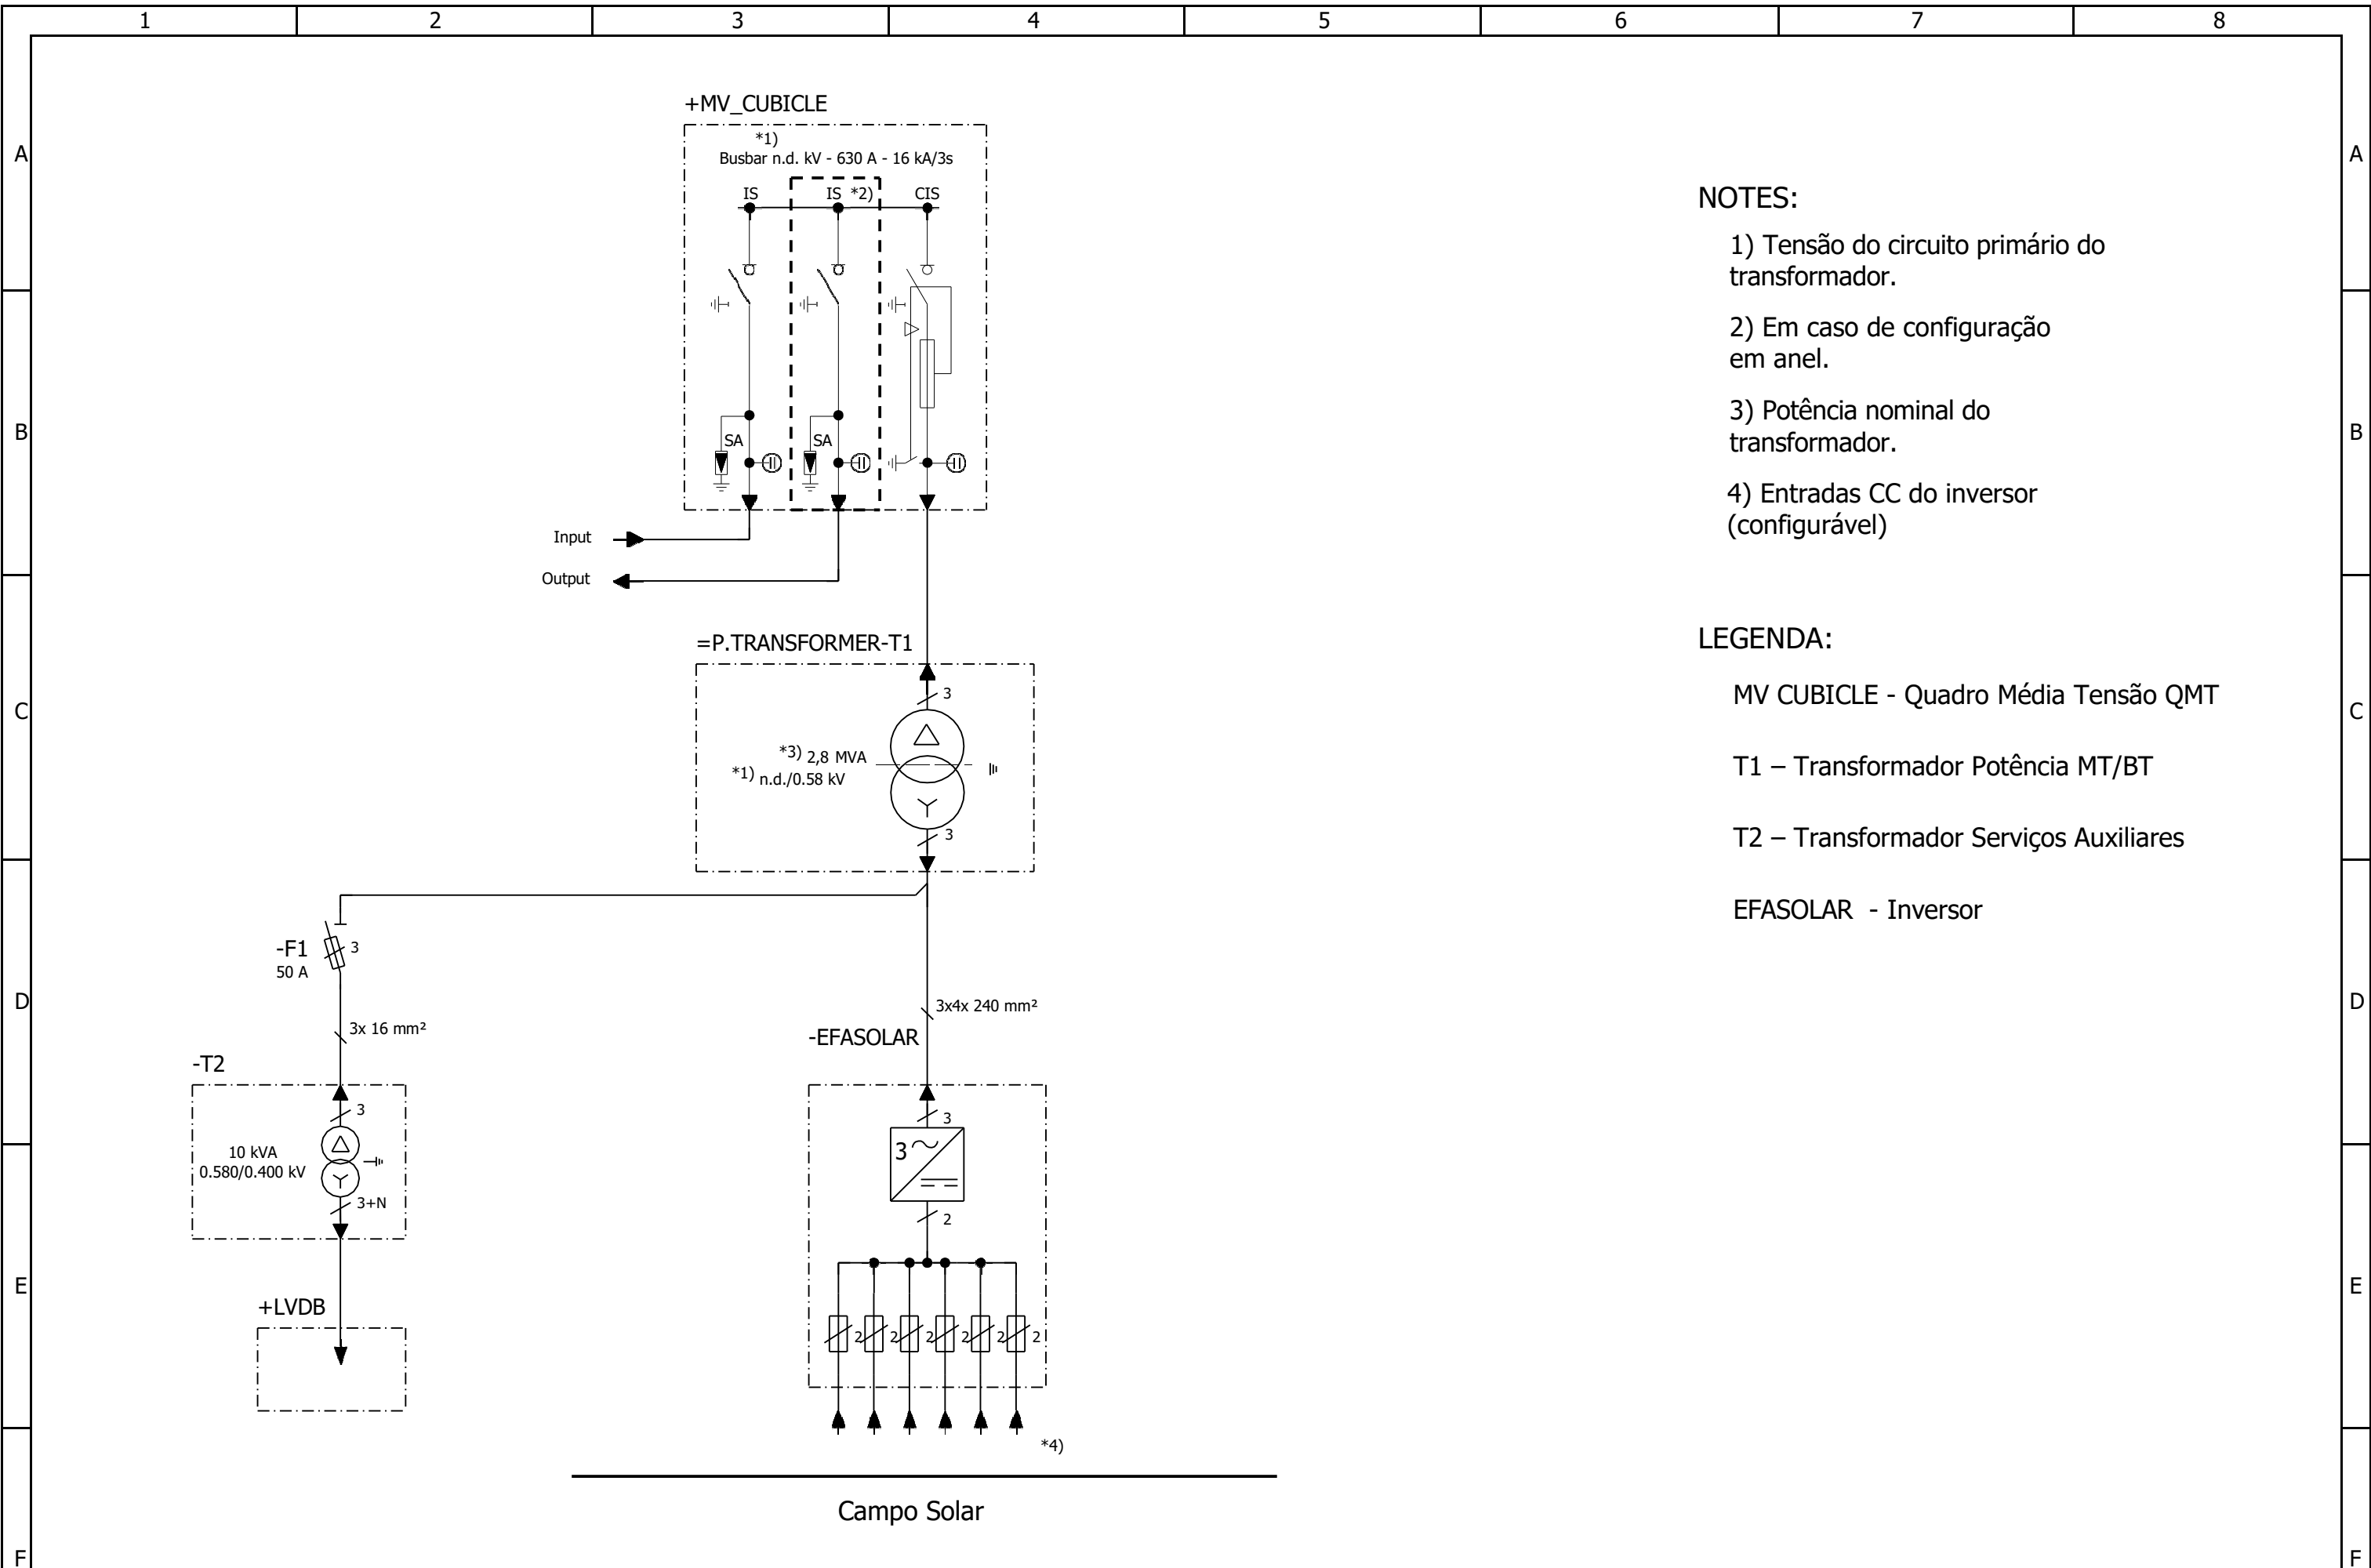 1 2 3 4 5 6 7 8
+MV_CUBICLE
*1)
A
Busbar n.d. kV - 630 A - 16 kA/3s
A
IS
IS *2)
CIS
NOTES:
1) Tensão do circuito primário do
transformador.
2) Em caso de configuração
em anel.
3) Potência nominal do
transformador.
4) Entradas CC do inversor
(configurável)
B
SA
SA
B
Input
Output
=P.TRANSFORMER-T1
LEGENDA:
MV CUBICLE - Quadro Média Tensão QMT
T1 – Transformador Potência MT/BT
T2 – Transformador Serviços Auxiliares
EFASOLAR - Inversor
3
C
C
*3) 2,8 MVA
*1) n.d./0.58 kV
3
-F1
3
50 A
D
D
3x4x 240 mm²
3x 16 mm²
-EFASOLAR
-T2
3
10 kVA
0.580/0.400 kV
3+N
3
3
2
E
E
+LVDB
2 2 2 2 2 2
*4)
Campo Solar
F
F